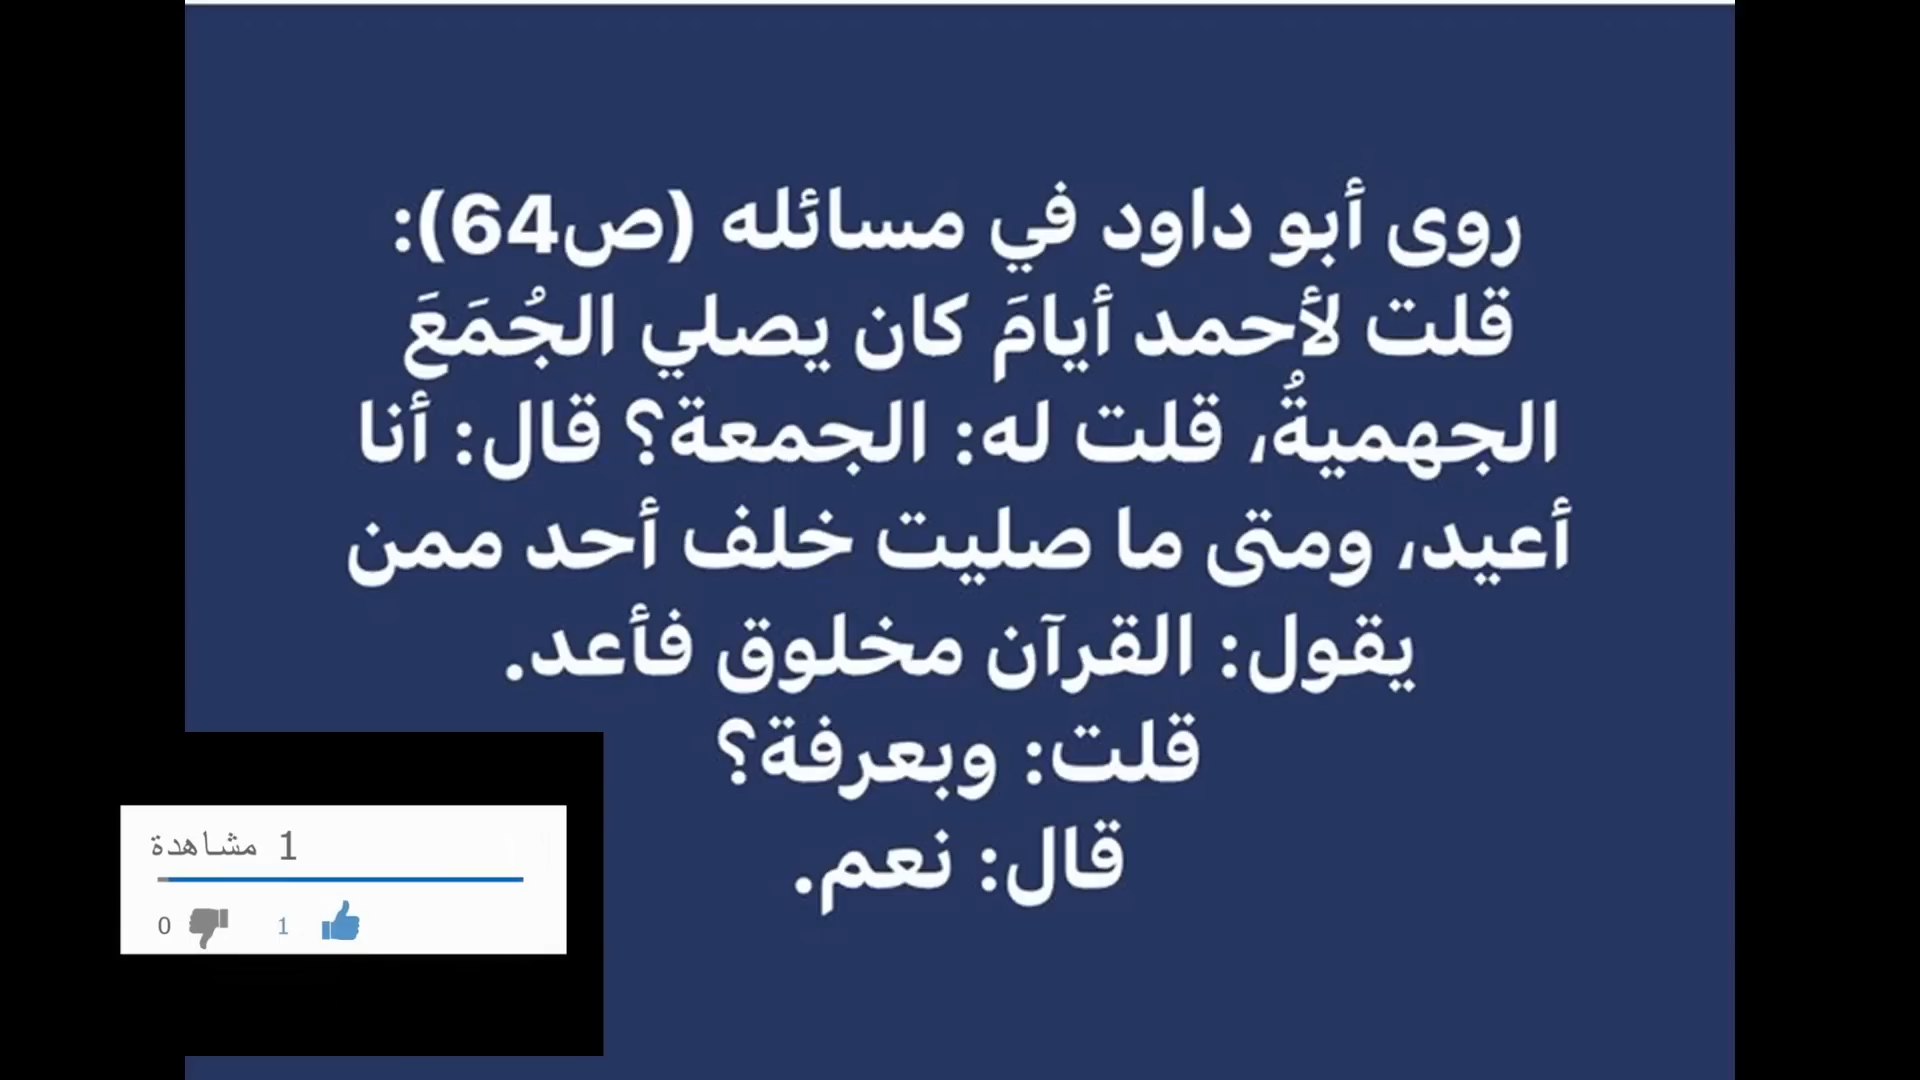 روى أبو داود في مسائله (ص64):
قلت لأحمد أيامَ كان يصلي الجُمَعَ
الجهميةُ، قلت له: الجمعة؟ قال: أنا
أعيد، ومتى ما صليت خلف أحد ممن
يقول: القرآن مخلوق فأعد.
قلت: وبعرفة؟
قال: نعم.
1 مشاهدة
0 1